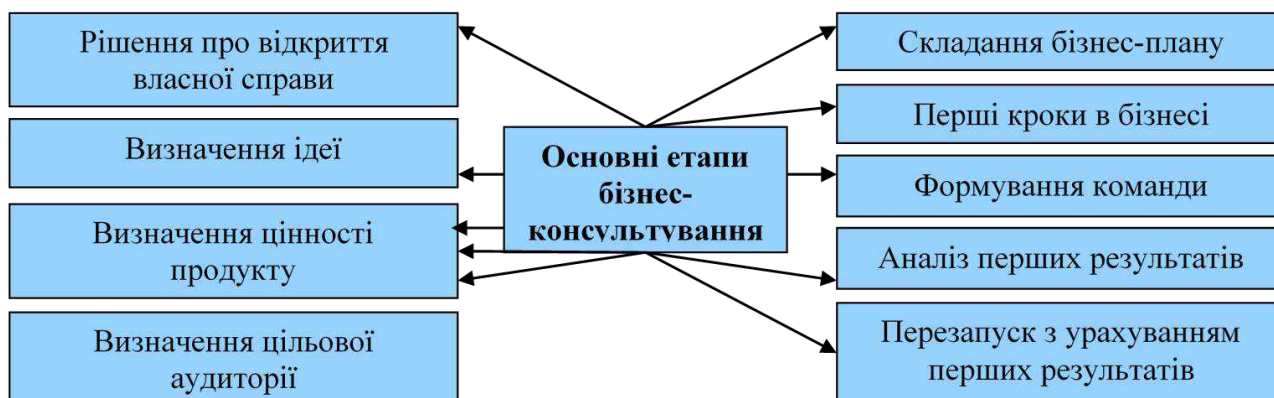 Рішення про відкриття
власної справи
Визначення ідеї
Визначення цінності
продукту
Визначення цільової
аудиторії
Основні етапи
бізнес-
консультування
Складання бізнес-плану
Перші кроки в бізнесі
Формування команди
Аналіз перших результатів
Перезапуск з урахуванням
перших результатів